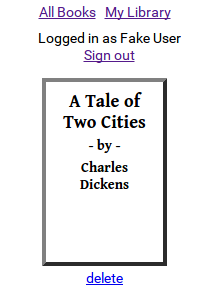 All Books My Library
Logged in as Fake User
Sign out
A Tale of
Two Cities
- by -
Charles
Dickens
delete